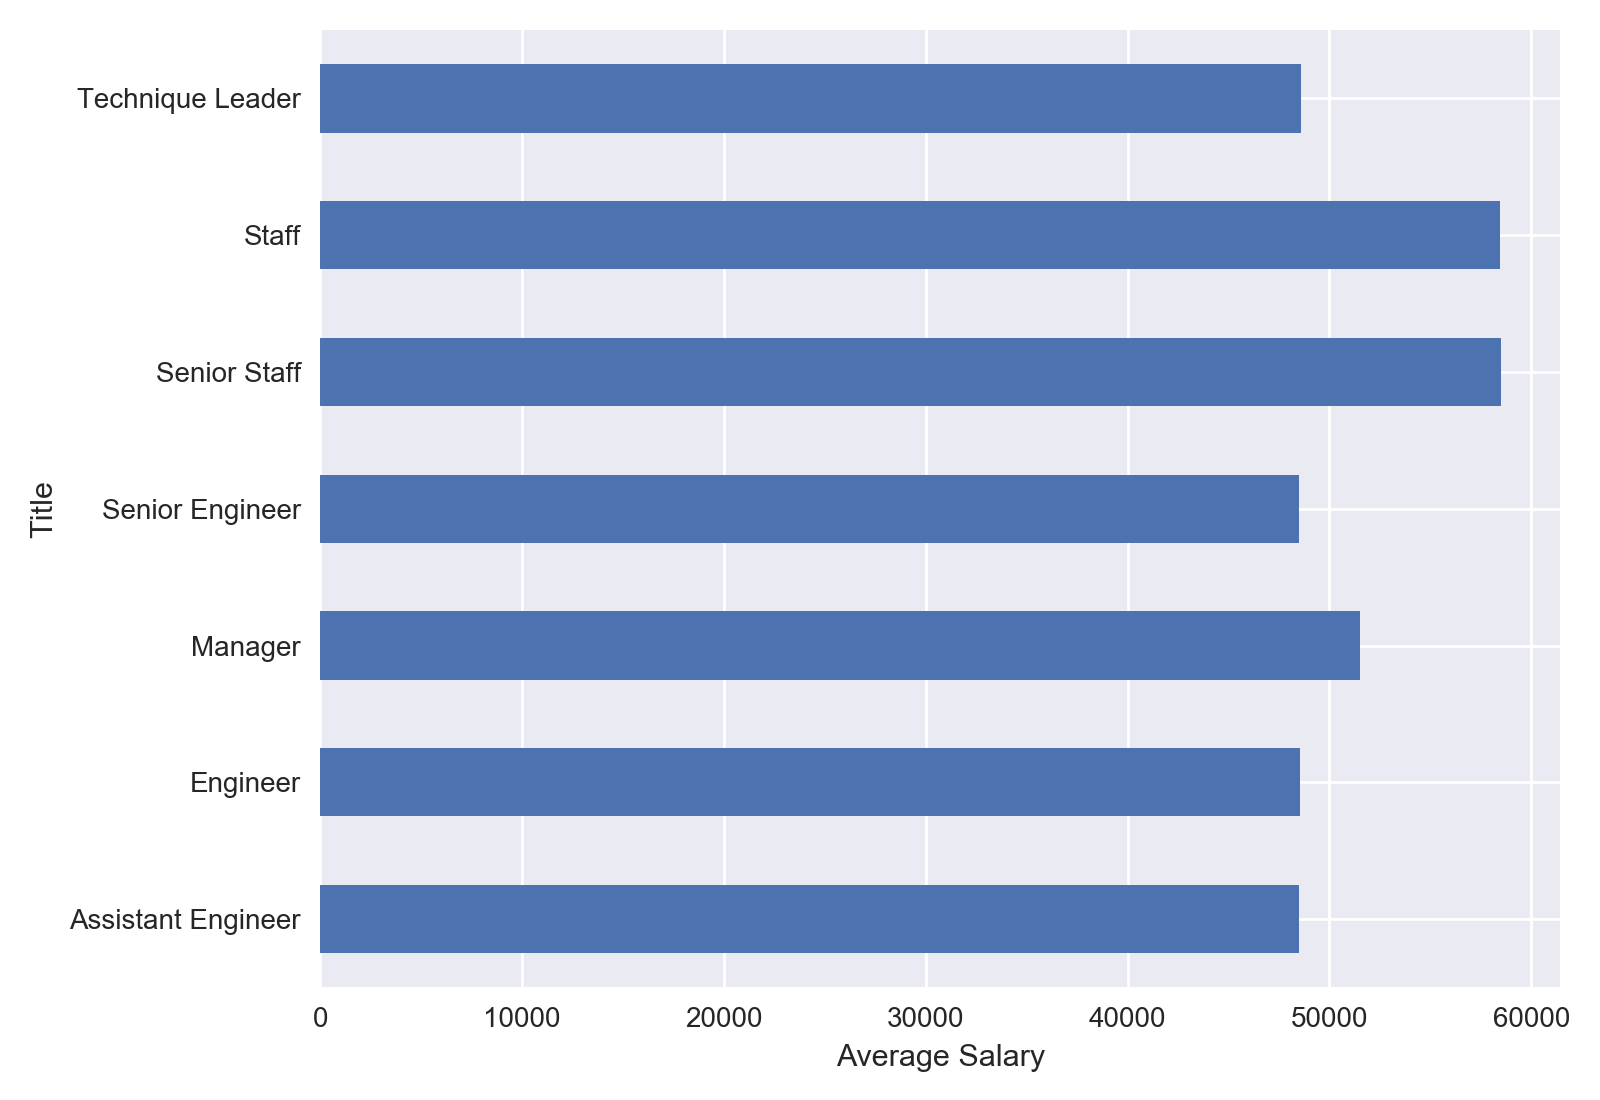 Technique Leader
Staff
Senior Staff
Senior Engineer
Manager
Engineer
Assistant Engineer
Title
0 10000 20000 30000 40000 50000 60000
Average Salary